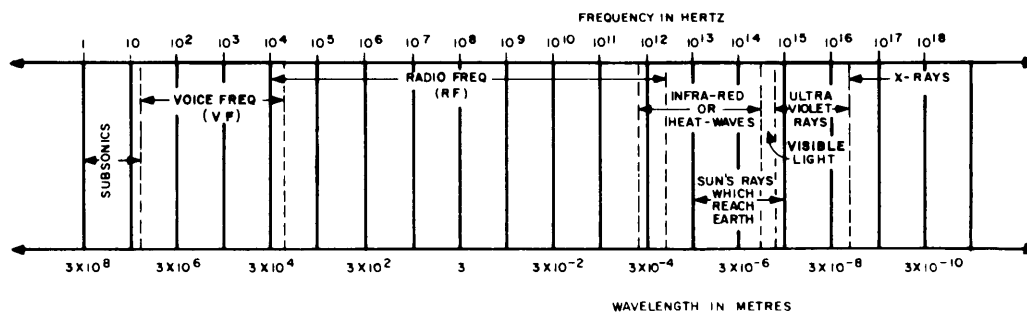 FREQUENCY IN HERTZ
1 10 10² 10³ 10⁴ 10⁵ 10⁶ 10⁷ 10⁸ 10⁹ 10¹⁰ 10¹¹ 10¹² 10¹³ 10¹⁴ 10¹⁵ 10¹⁶ 10¹⁷ 10¹⁸
SUBSONICS
VOICE FREQ
(VF)
RADIO FREQ
(RF)
INFRA-RED
OR
HEAT-WAVES
VISIBLE
LIGHT
ULTRA
VIOLET
RAYS
X-RAYS
SUN'S RAYS
WHICH
REACH
EARTH
3X10⁸ 3X10⁶ 3X10⁴ 3X10² 3 3X10⁻² 3X10⁻⁴ 3X10⁻⁶ 3X10⁻⁸ 3X10⁻¹⁰
WAVELENGTH IN METRES